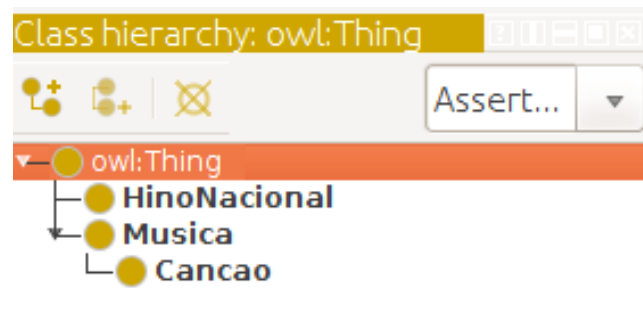 Class hierarchy: owl:Thing
Assert...
owl:Thing
HinoNacional
Musica
Cancao